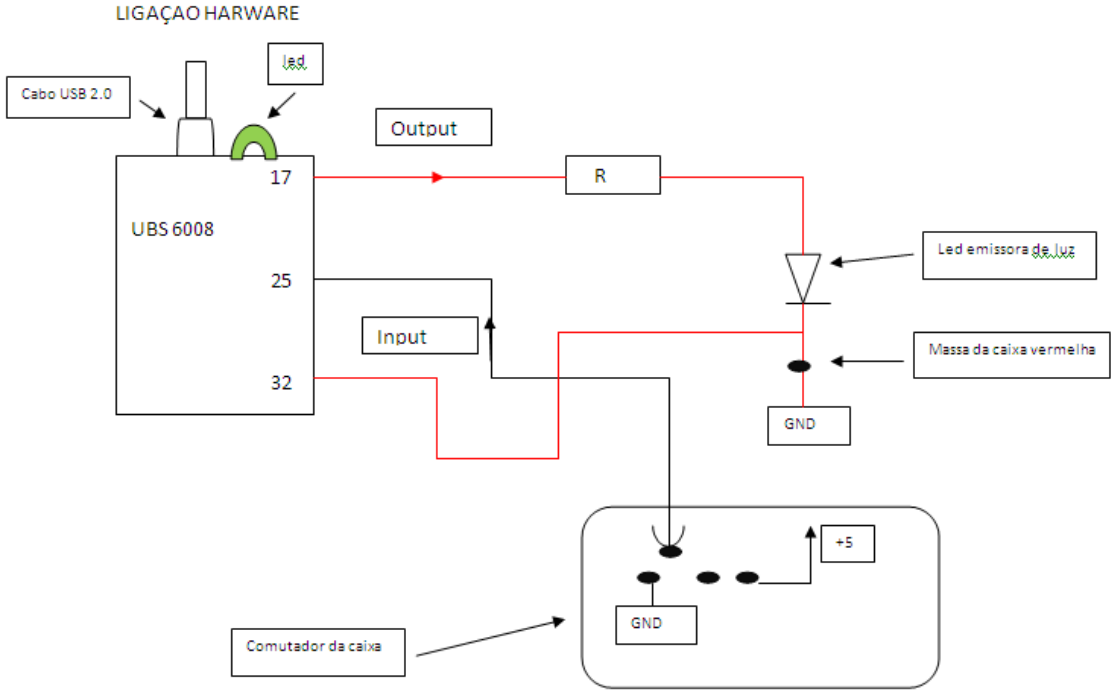 LIGAÇAO HARWARE
led
Cabo USB 2.0
Output
17
R
UBS 6008
Led emissora de luz
25
Input
Massa da caixa vermelha
32
GND
+5
GND
Comutador da caixa